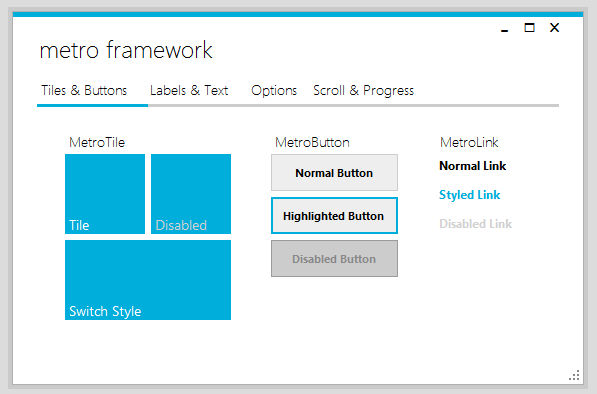 metro framework
Tiles & Buttons Labels & Text Options Scroll & Progress
MetroTile MetroButton MetroLink
Tile Disabled
Switch Style
Normal Button
Highlighted Button
Disabled Button
Normal Link
Styled Link
Disabled Link